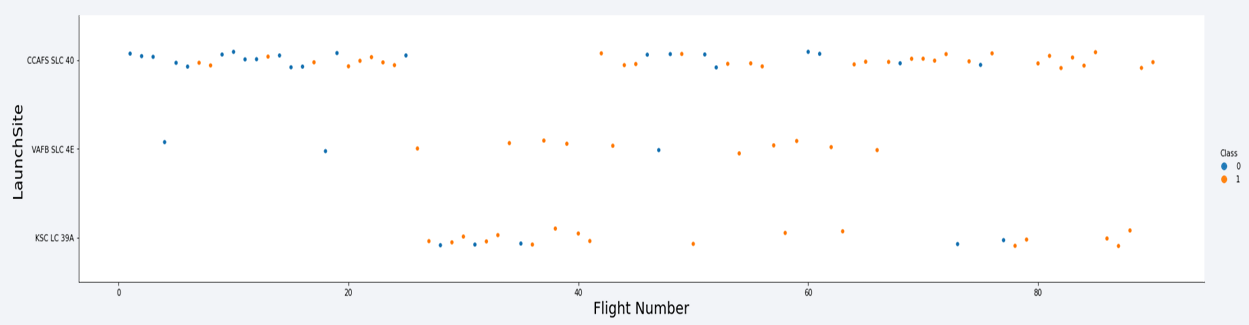 LaunchSite
CCAFS SLC 40
VAFB SLC 4E
KSC LC 39A
0 20 40 60 80
Flight Number
Class
0
1